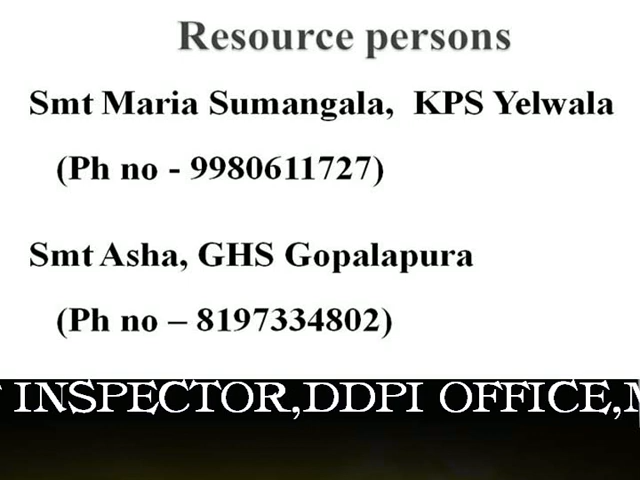 Resource persons
Smt Maria Sumangala, KPS Yelwala
(Ph no - 9980611727)
Smt Asha, GHS Gopalapura
(Ph no – 8197334802)
INSPECTOR,DDPI OFFICE,